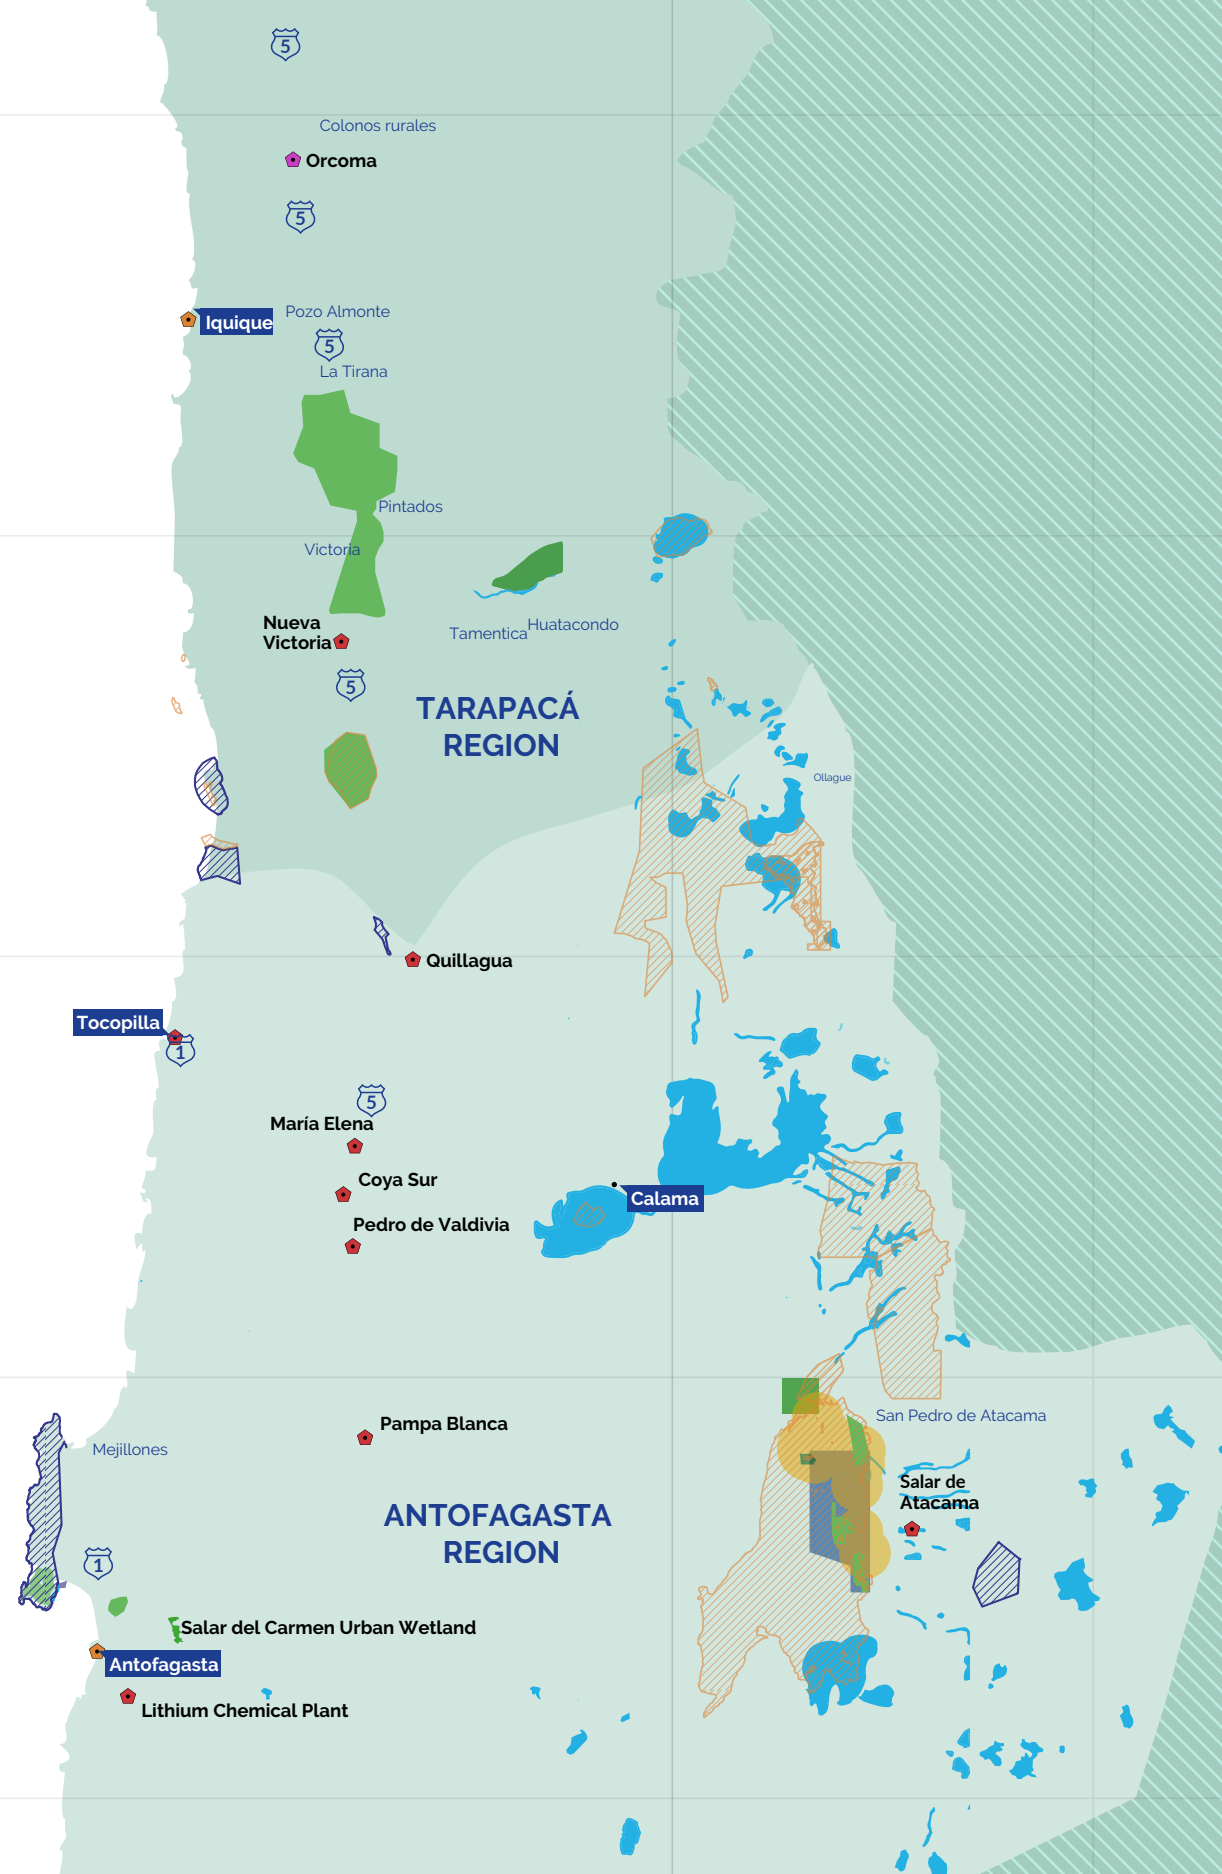 5
Colonos rurales
Orcoma
5
Iquique
Pozo Almonte
5
La Tirana
Pintados
Victoria
Nueva
Victoria
Tamentica
Huatacondo
5
TARAPACÁ
REGION
Ollague
Quillagua
Tocopilla
1
5
María Elena
Coya Sur
Calama
Pedro de Valdivia
San Pedro de Atacama
Pampa Blanca
Mejillones
Salar de
Atacama
ANTOFAGASTA
REGION
1
Salar del Carmen Urban Wetland
Antofagasta
Lithium Chemical Plant